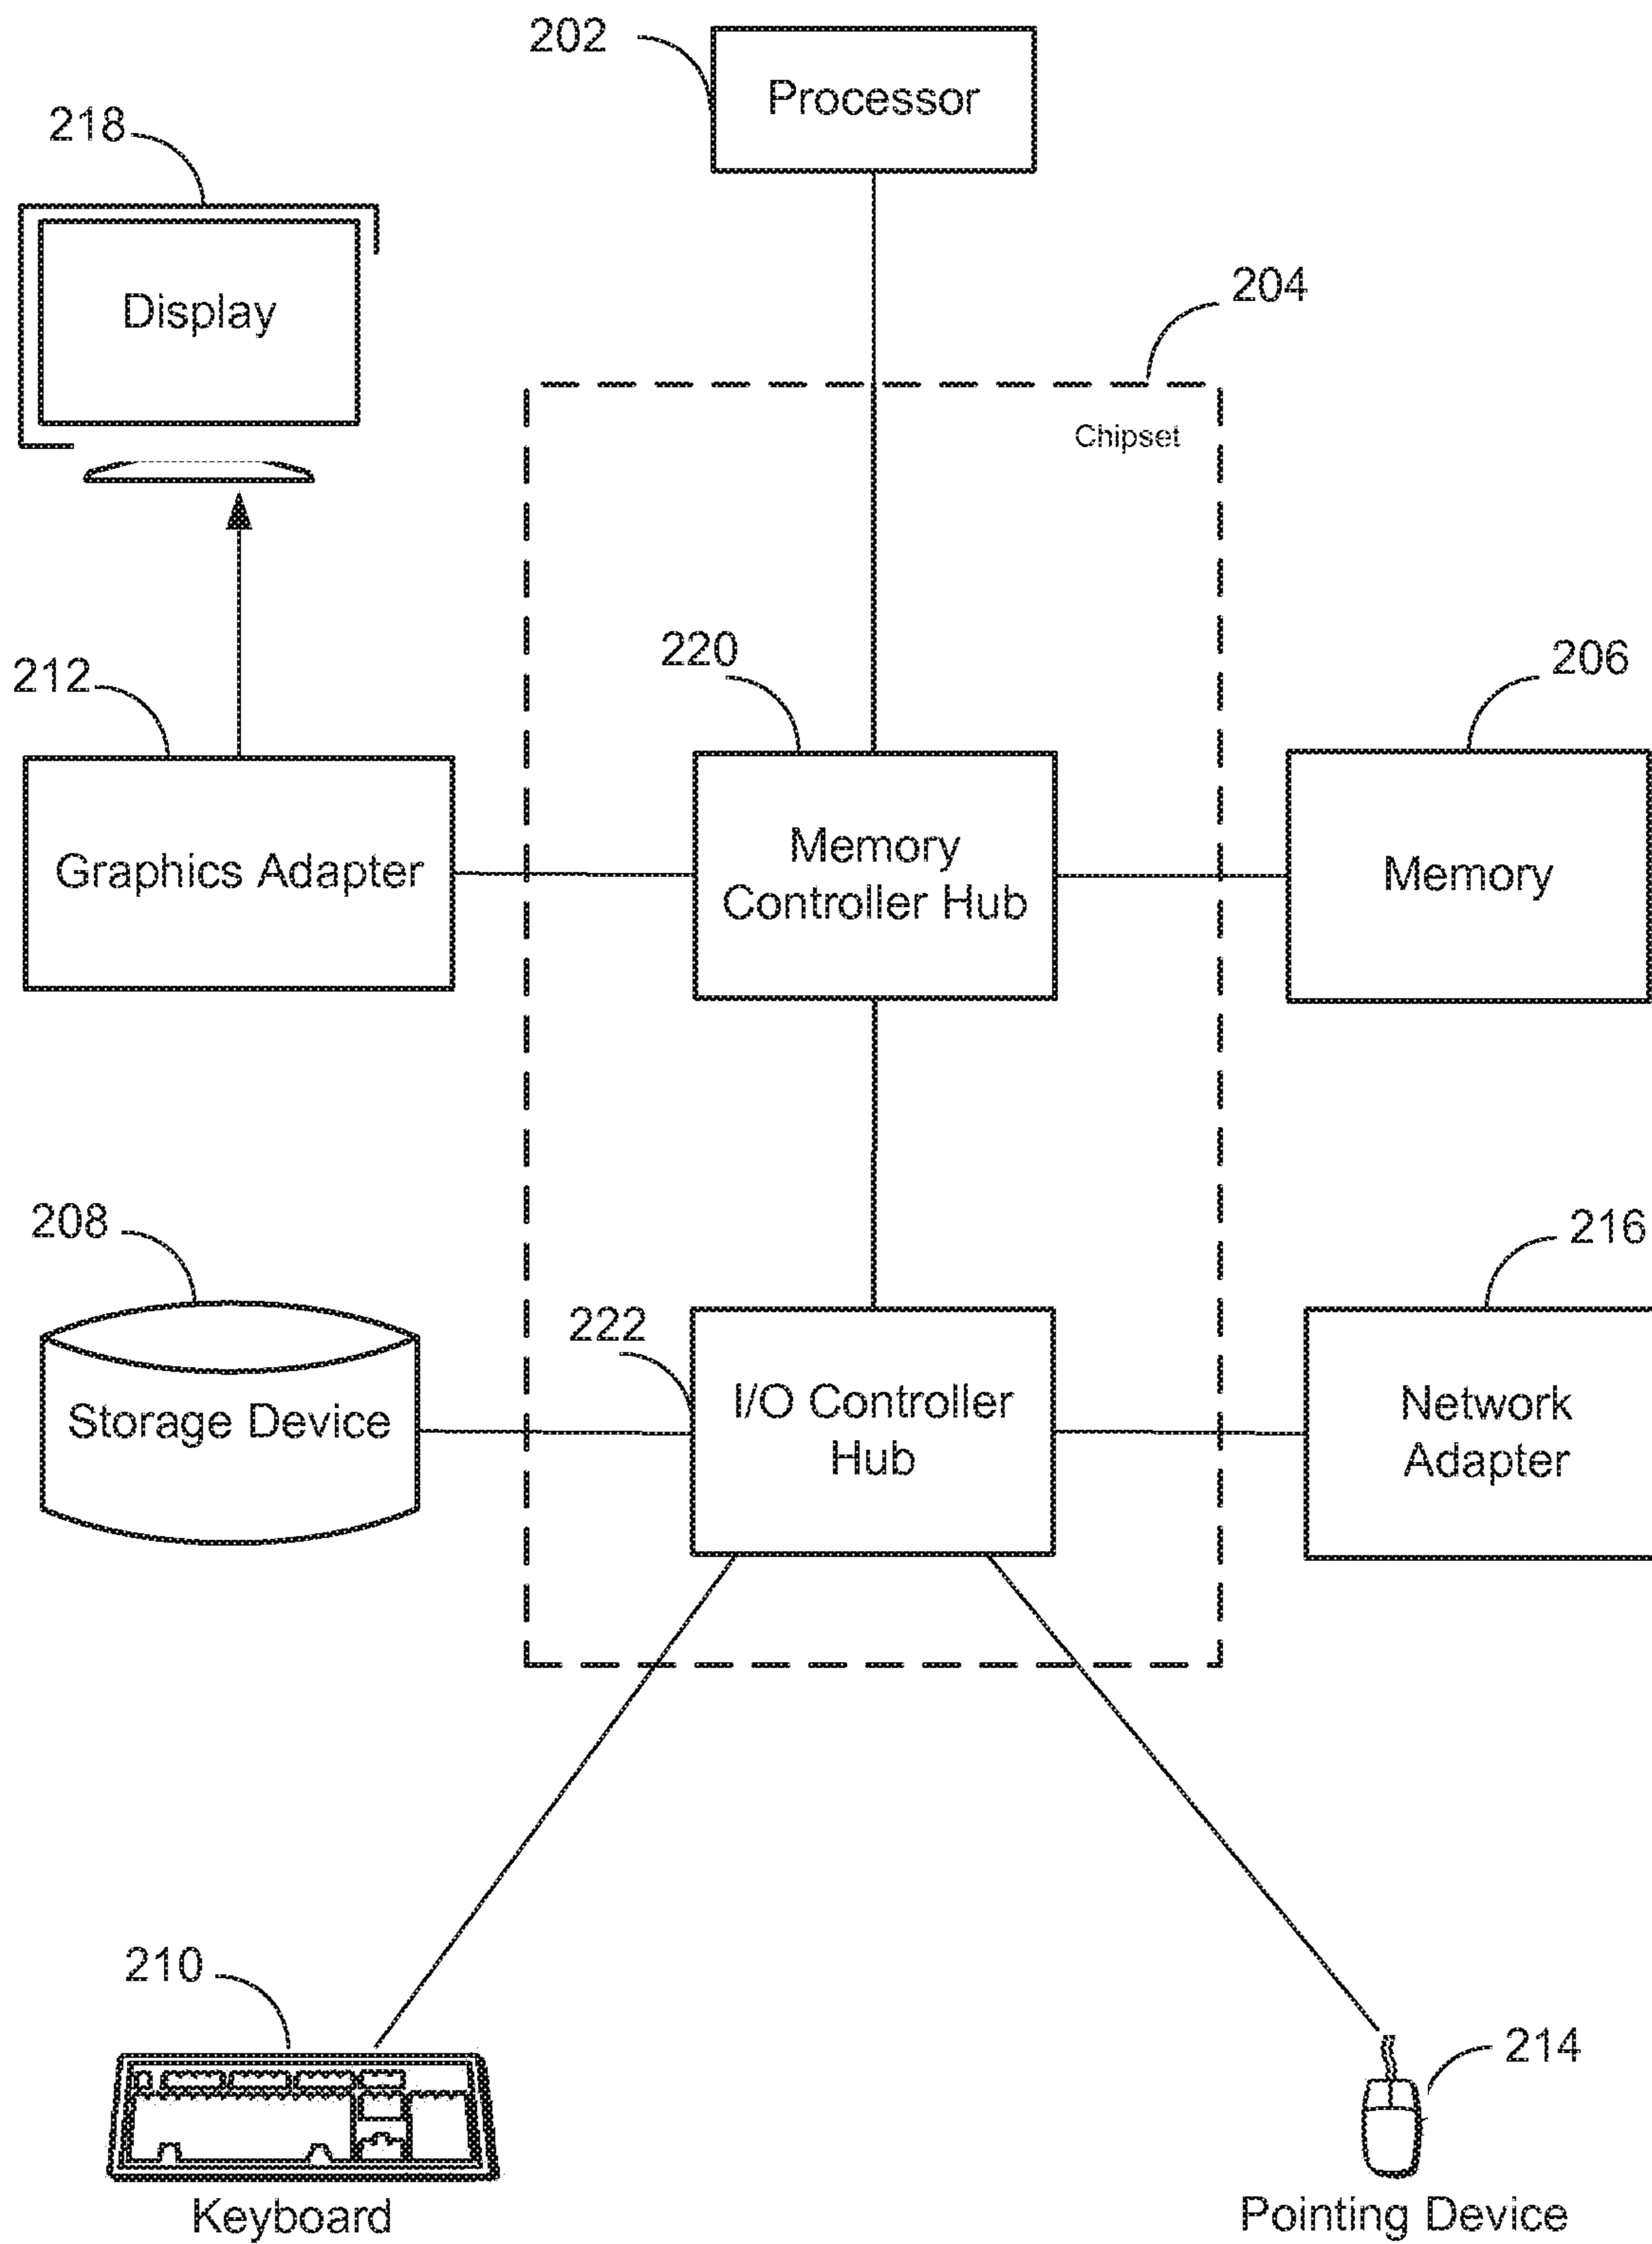 202
Processor
218
Display
204
Chipset
220
212
206
Graphics Adapter
Memory
Controller Hub
Memory
208
216
222
Storage Device
I/O Controller
Hub
Network
Adapter
210
214
Keyboard
Pointing Device